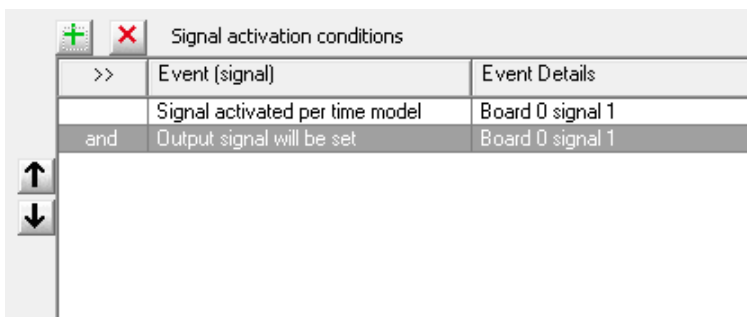 Signal activation conditions
>> Event (signal) Event Details
Signal activated per time model Board 0 signal 1
and Output signal will be set Board 0 signal 1